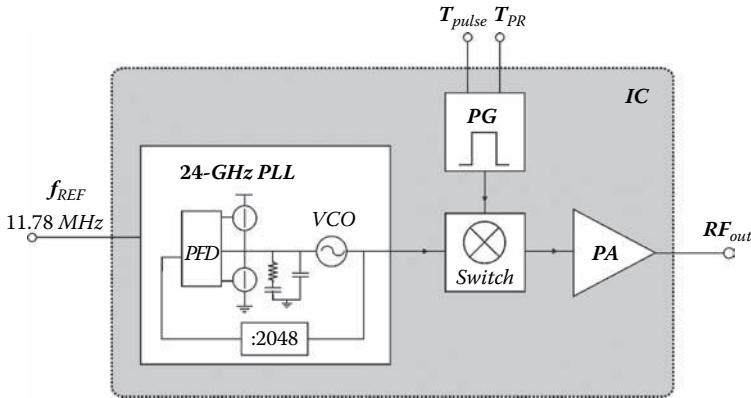 T_pulse T_PR
IC
PG
24-GHz PLL
f_REF
11.78 MHz
VCO
PFD
:2048
Switch
PA
RF_out